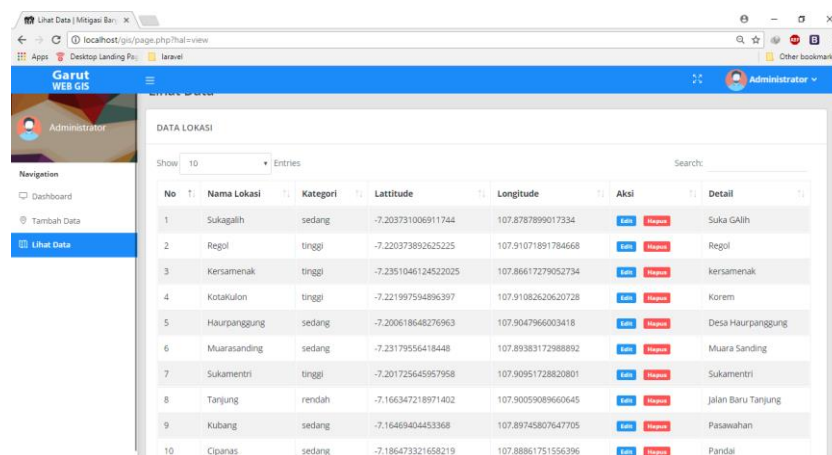 Lihat Data | Mitigasi Ban
localhost/gis/page.php?hal=view
Apps Desktop Landing Pa laravel Other bookmark
Garut
WEB GIS
Administrator
Lihat Data
Administrator
Navigation
Dashboard
Tambah Data
Lihat Data
DATA LOKASI
Show 10 Entries Search:
No Nama Lokasi Kategori Lattitude Longitude Aksi Detail
1 Sukagalih sedang -7.203731006911744 107.8787899017334 Edit Hapus Suka GAlih
2 Regol tinggi -7.220373892625225 107.91071891784668 Edit Hapus Regol
3 Kersamenak tinggi -7.2351046124522025 107.86617279052734 Edit Hapus kersamenak
4 KotaKulon sedang -7.221997594896397 107.91082620620728 Edit Hapus Korem
5 Haurpanggung sedang -7.200618648276963 107.9047966003418 Edit Hapus Desa Haurpanggung
6 Muarasanding sedang -7.23179556418448 107.89383172988892 Edit Hapus Muara Sanding
7 Sukamentri tinggi -7.201725645957958 107.90951728820801 Edit Hapus Sukamentri
8 Tanjung rendah -7.166347218971402 107.90059089660645 Edit Hapus Jalan Baru Tanjung
9 Kubang sedang -7.16469404453368 107.89745807647705 Edit Hapus Pasawahan
10 Cipanas sedang -7.186473321658219 107.88861751556396 Edit Hapus Pandai